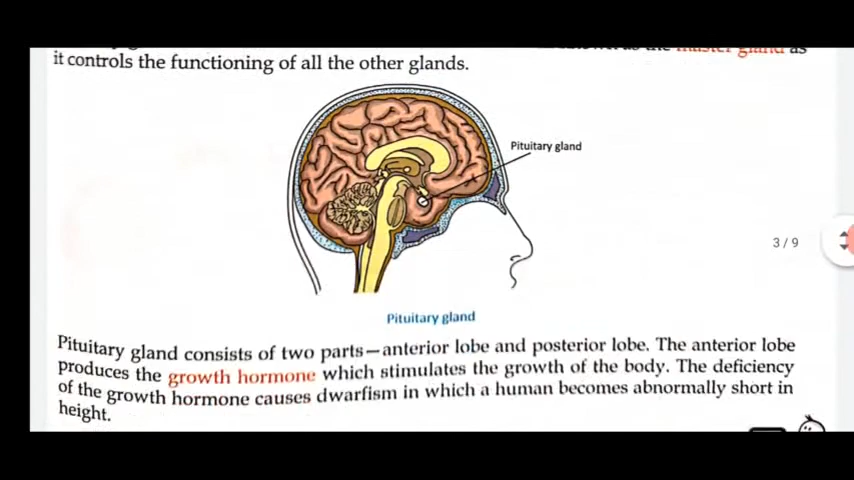 as
it controls the functioning of all the other glands.
Pituitary gland
3 / 9
Pituitary gland
Pituitary gland consists of two parts—anterior lobe and posterior lobe. The anterior lobe
produces the growth hormone which stimulates the growth of the body. The deficiency
of the growth hormone causes dwarfism in which a human becomes abnormally short in
height.